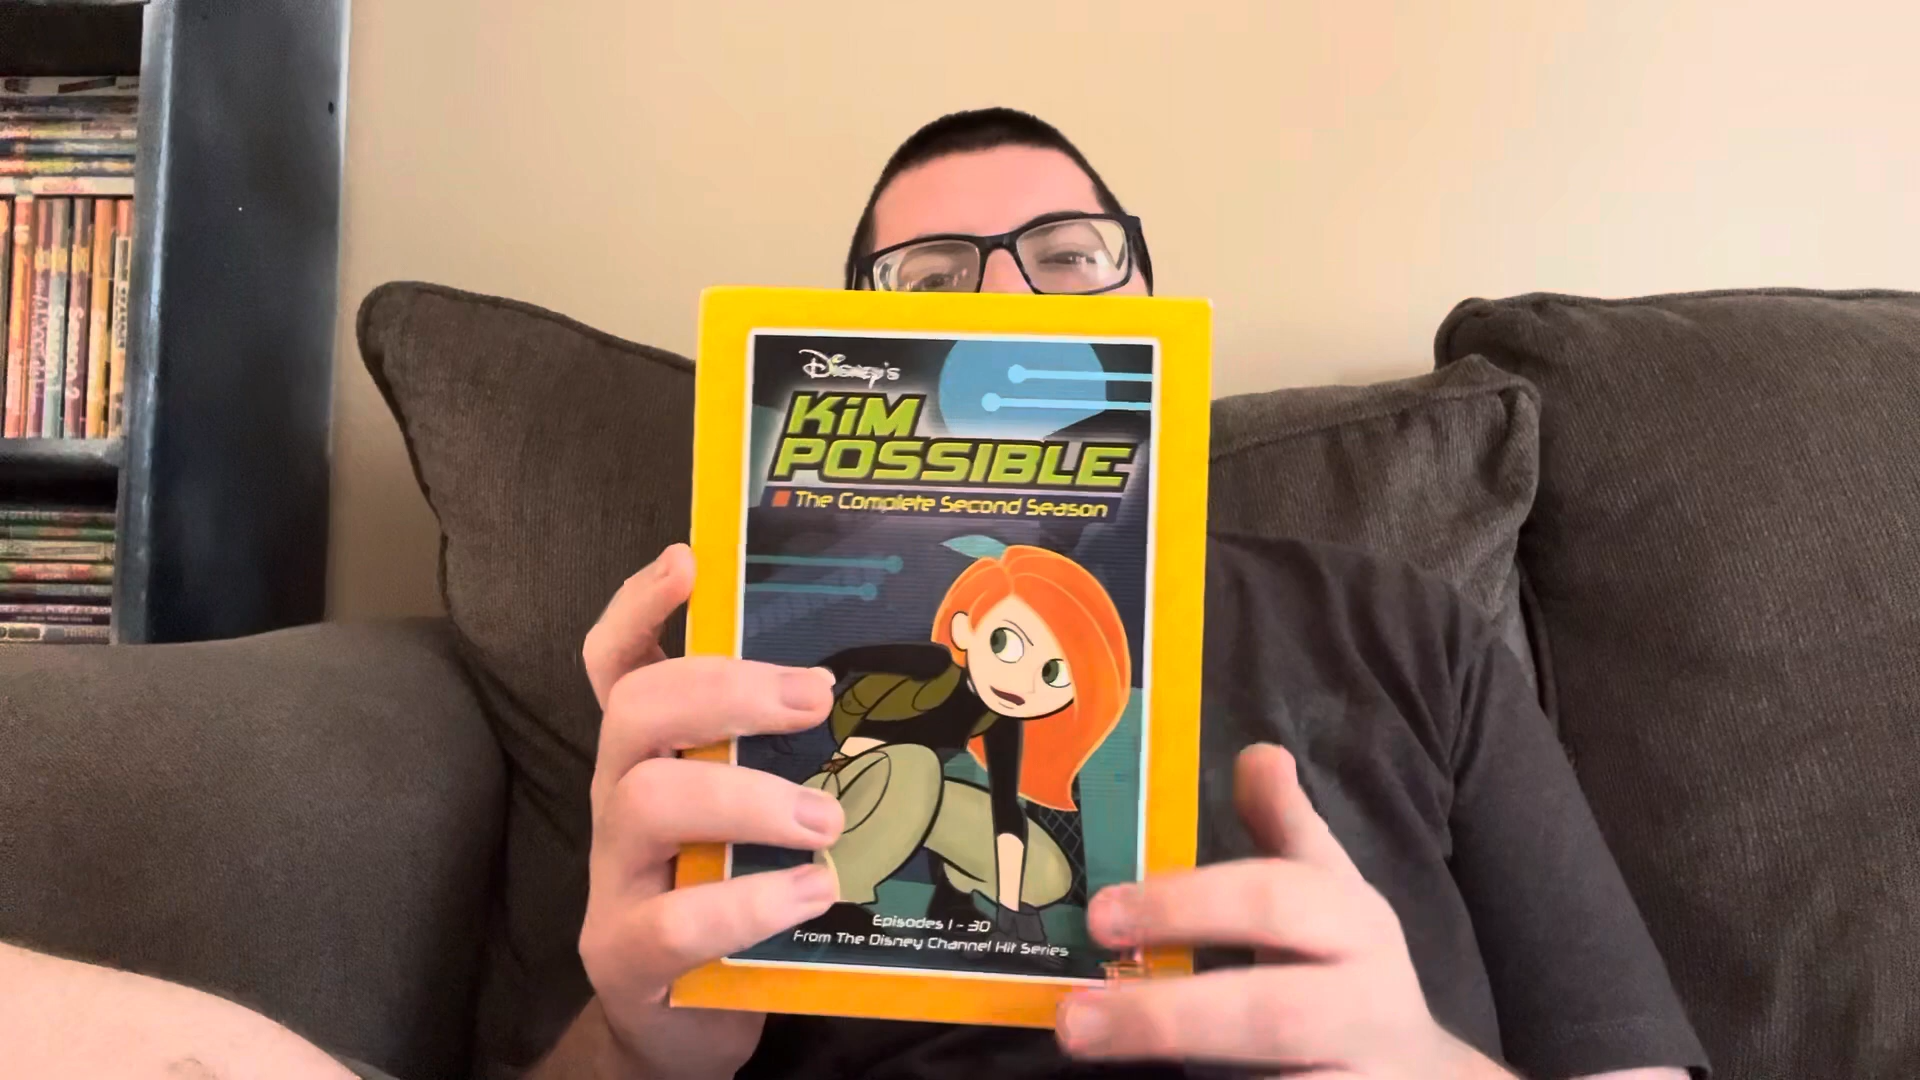 Disney's
KiM
POSSIBLE
The Complete Second Season
Episodes 1 - 30
From The Disney Channel Hit Series